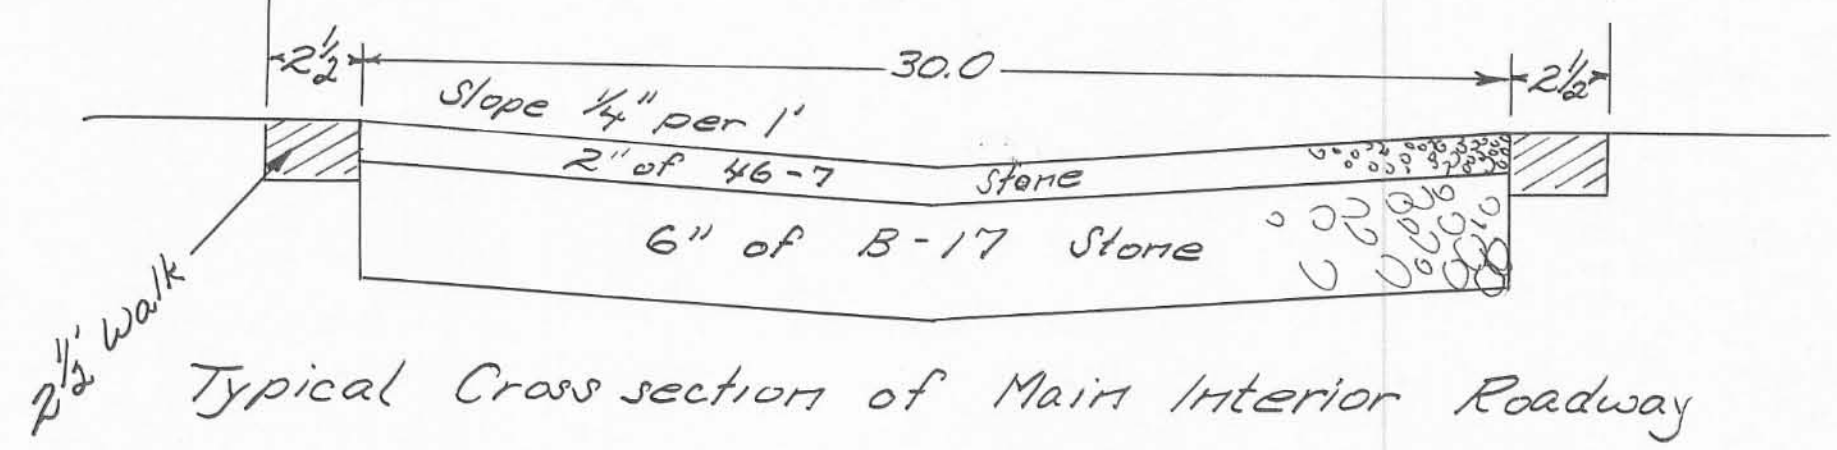 2½ 30.0 2½
Slope ¼" per 1'
2" of 46-7 Stone
6" of B-17 Stone
2½' walk
Typical Cross section of Main Interior Roadway